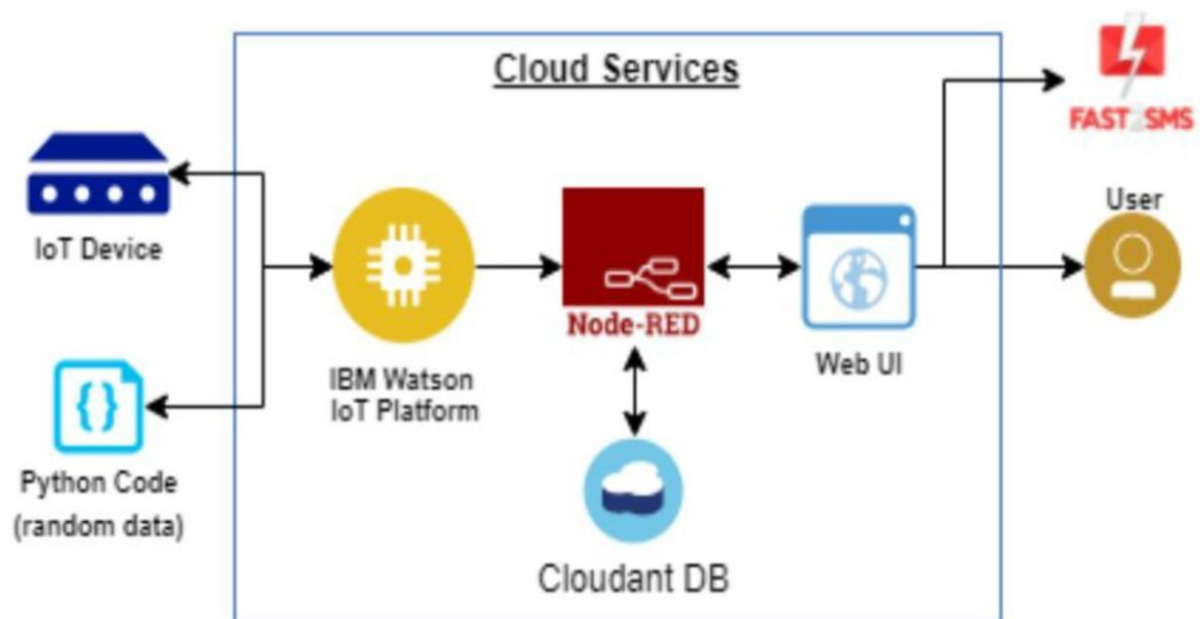 Cloud Services
FAST2SMS
User
IoT Device
Node-RED
Web UI
IBM Watson
IoT Platform
Python Code
(random data)
Cloudant DB